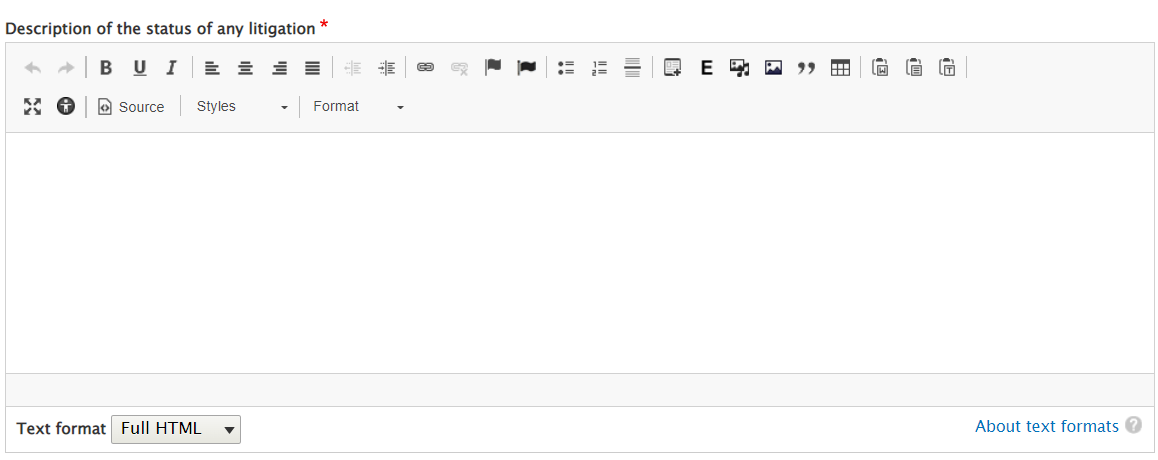 Description of the status of any litigation *
B U I E
Source Styles Format
Text format Full HTML About text formats ?